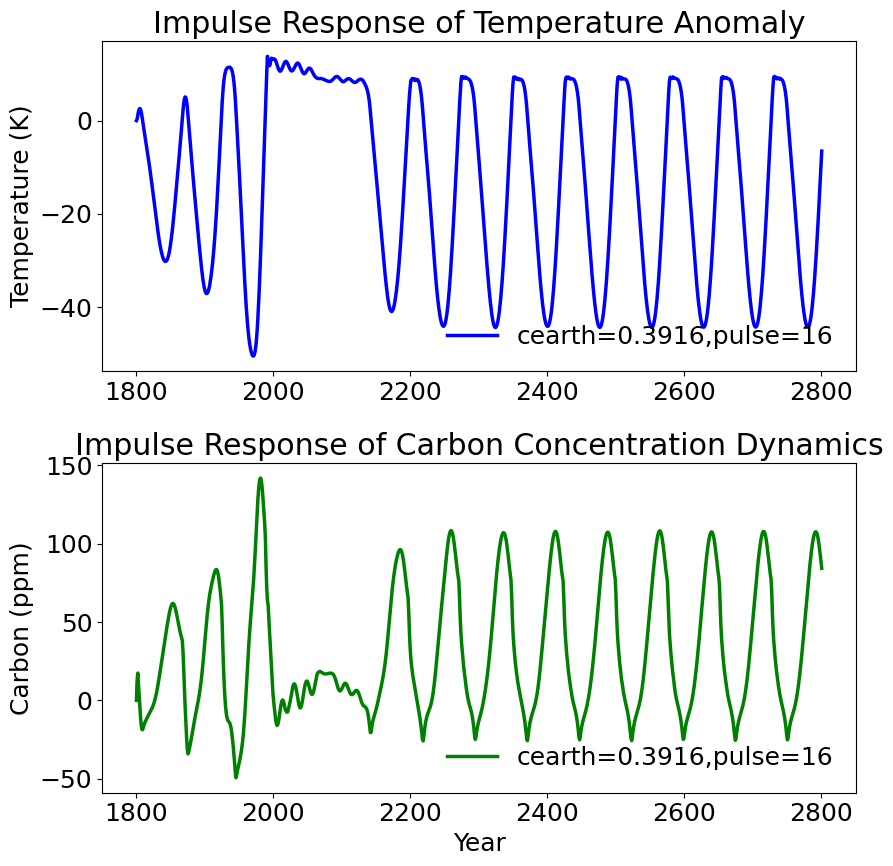 Impulse Response of Temperature Anomaly
Temperature (K)
0
−20
−40
cearth=0.3916,pulse=16
1800 2000 2200 2400 2600 2800
Impulse Response of Carbon Concentration Dynamics
Carbon (ppm)
150
100
50
0
−50
cearth=0.3916,pulse=16
1800 2000 2200 2400 2600 2800
Year